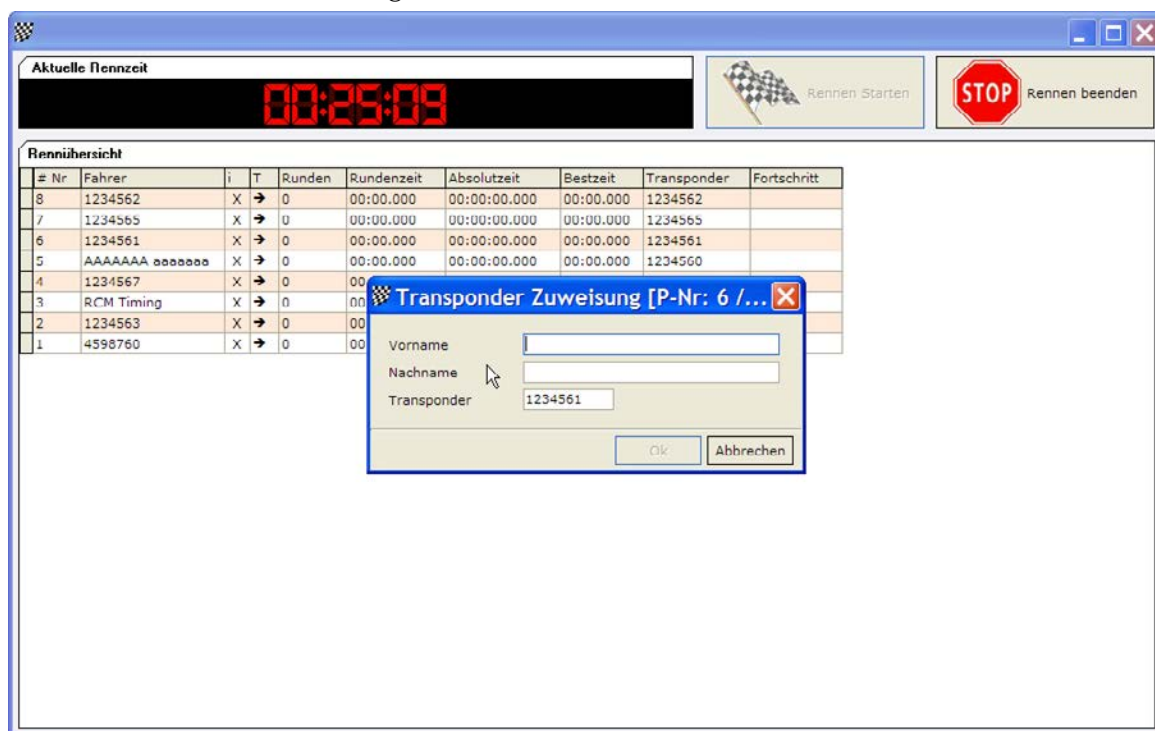 Aktuelle Rennzeit
00:25:09
Rennen Starten
STOP
Rennen beenden
Rennübersicht
# Nr Fahrer i T Runden Rundenzeit Absolutzeit Bestzeit Transponder Fortschritt
8 1234562 X → 0 00:00.000 00:00:00.000 00:00.000 1234562
7 1234565 X → 0 00:00.000 00:00:00.000 00:00.000 1234565
6 1234561 X → 0 00:00.000 00:00:00.000 00:00.000 1234561
5 AAAAAAA aaaaaaa X → 0 00:00.000 00:00:00.000 00:00.000 1234560
4 1234567 X → 0 00
3 RCM Timing X → 0 00
2 1234563 X → 0 00
1 4598760 X → 0 00
Transponder Zuweisung [P-Nr: 6 /...
Vorname
Nachname
Transponder 1234561
Ok Abbrechen